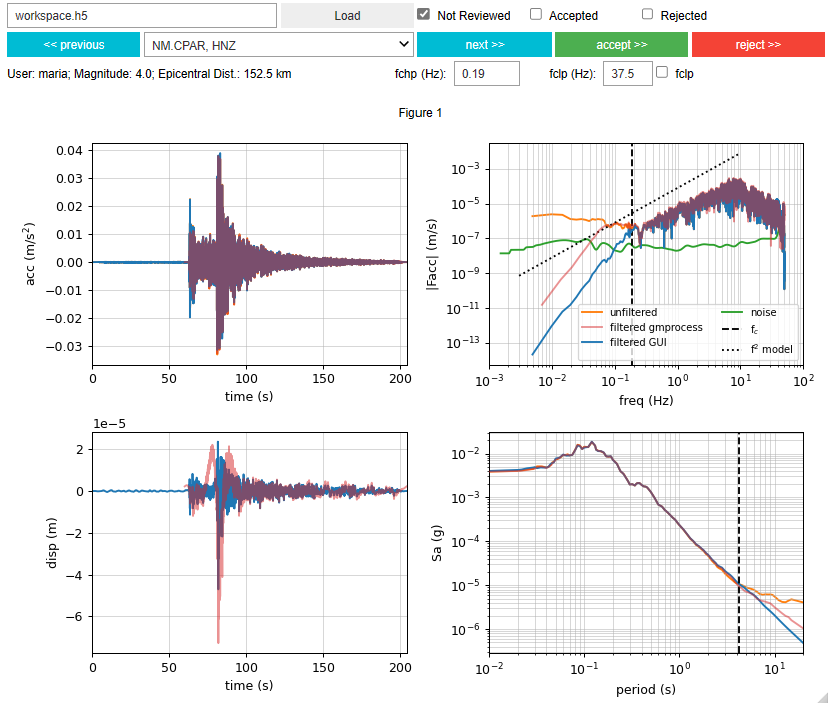 workspace.h5 Load Not Reviewed Accepted Rejected
<< previous NM.CPAR, HNZ next >> accept >> reject >>
User: maria; Magnitude: 4.0; Epicentral Dist.: 152.5 km fchp (Hz): 0.19 fclp (Hz): 37.5 fclp
Figure 1
acc (m/s²)
0.04
0.03
0.02
0.01
0.00
−0.01
−0.02
−0.03
0 50 100 150 200
time (s)
|Facc| (m/s)
10⁻³
10⁻⁵
10⁻⁷
10⁻⁹
10⁻¹¹
10⁻¹³
unfiltered
filtered gmprocess
filtered GUI
noise
f꜀
f² model
10⁻³ 10⁻² 10⁻¹ 10⁰ 10¹ 10²
freq (Hz)
1e−5
disp (m)
2
0
−2
−4
−6
0 50 100 150 200
time (s)
Sa (g)
10⁻²
10⁻³
10⁻⁴
10⁻⁵
10⁻⁶
10⁻² 10⁻¹ 10⁰ 10¹
period (s)